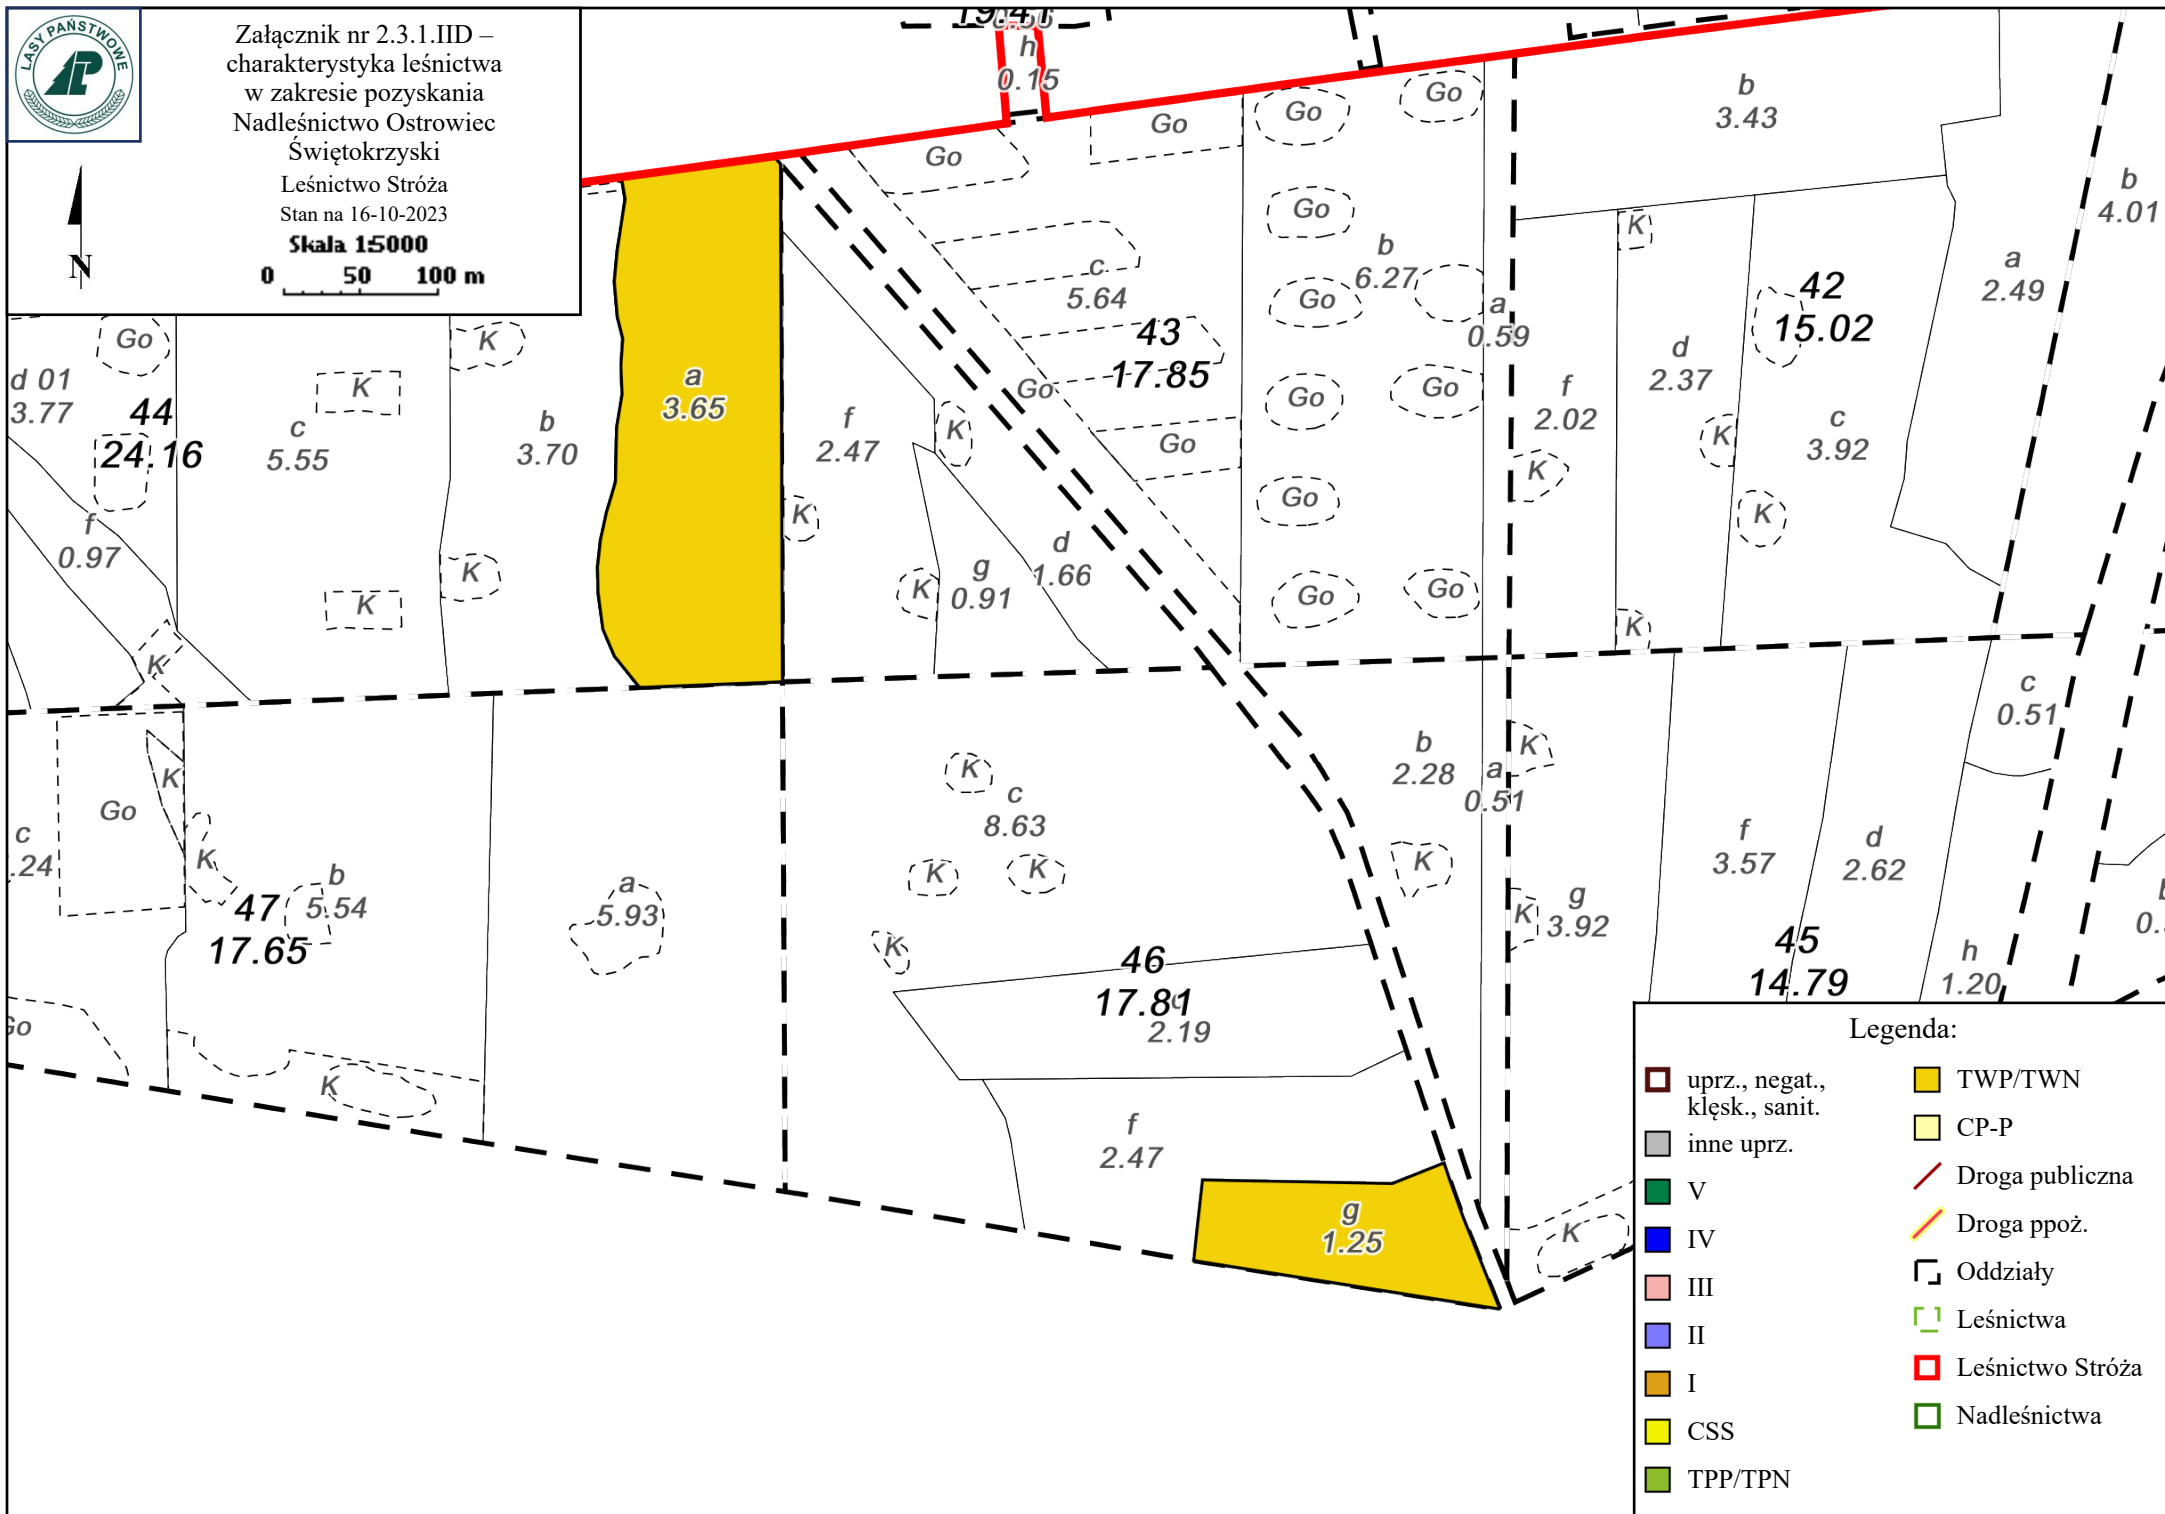 LASY PAŃSTWOWE
Załącznik nr 2.3.1.IID –
charakterystyka leśnictwa
w zakresie pozyskania
Nadleśnictwo Ostrowiec
Świętokrzyski
Leśnictwo Stróża
Stan na 16-10-2023
Skala 1:5000
0 50 100 m
N
19.41
h
0.15
Go
Go
Go
Go
b
3.43
b
4.01
Go
c
5.64
Go
b
6.27
Go
a
0.59
K
42
15.02
a
2.49
43
17.85
Go
Go
Go
Go
Go
f
2.02
d
2.37
c
3.92
K
K
K
K
Go
Go
Go
d 01
3.77
Go
44
24.16
c
5.55
K
K
K
b
3.70
K
a
3.65
f
2.47
K
K
K
g
0.91
d
1.66
f
0.97
K
c
.24
Go
K
K
b
5.54
47
17.65
a
5.93
K
Go
K
c
8.63
K
K
K
46
17.81
2.19
f
2.47
g
1.25
b
2.28
a
0.51
K
K
K
g
3.92
K
f
3.57
d
2.62
45
14.79
c
0.51
h
1.20
Legenda:
uprz., negat.,
klęsk., sanit.
inne uprz.
V
IV
III
II
I
CSS
TPP/TPN
TWP/TWN
CP-P
Droga publiczna
Droga ppoż.
Oddziały
Leśnictwa
Leśnictwo Stróża
Nadleśnictwa